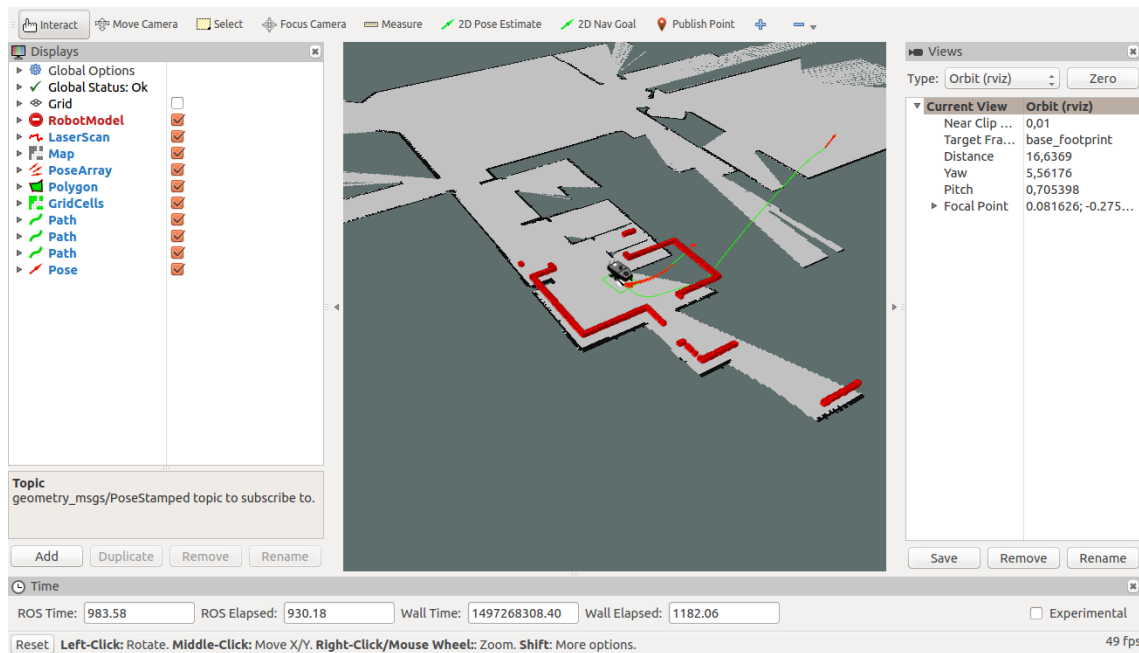 Interact Move Camera Select Focus Camera Measure 2D Pose Estimate 2D Nav Goal Publish Point
Displays
Global Options
Global Status: Ok
Grid
RobotModel
LaserScan
Map
PoseArray
Polygon
GridCells
Path
Path
Path
Pose
Topic
geometry_msgs/PoseStamped topic to subscribe to.
Add Duplicate Remove Rename
Views
Type: Orbit (rviz) Zero
Current View Orbit (rviz)
Near Clip ... 0,01
Target Fra... base_footprint
Distance 16,6369
Yaw 5,56176
Pitch 0,705398
Focal Point 0.081626; -0.275...
Save Remove Rename
Time
ROS Time: 983.58 ROS Elapsed: 930.18 Wall Time: 1497268308.40 Wall Elapsed: 1182.06 Experimental
Reset Left-Click: Rotate. Middle-Click: Move X/Y. Right-Click/Mouse Wheel:: Zoom. Shift: More options. 49 fps